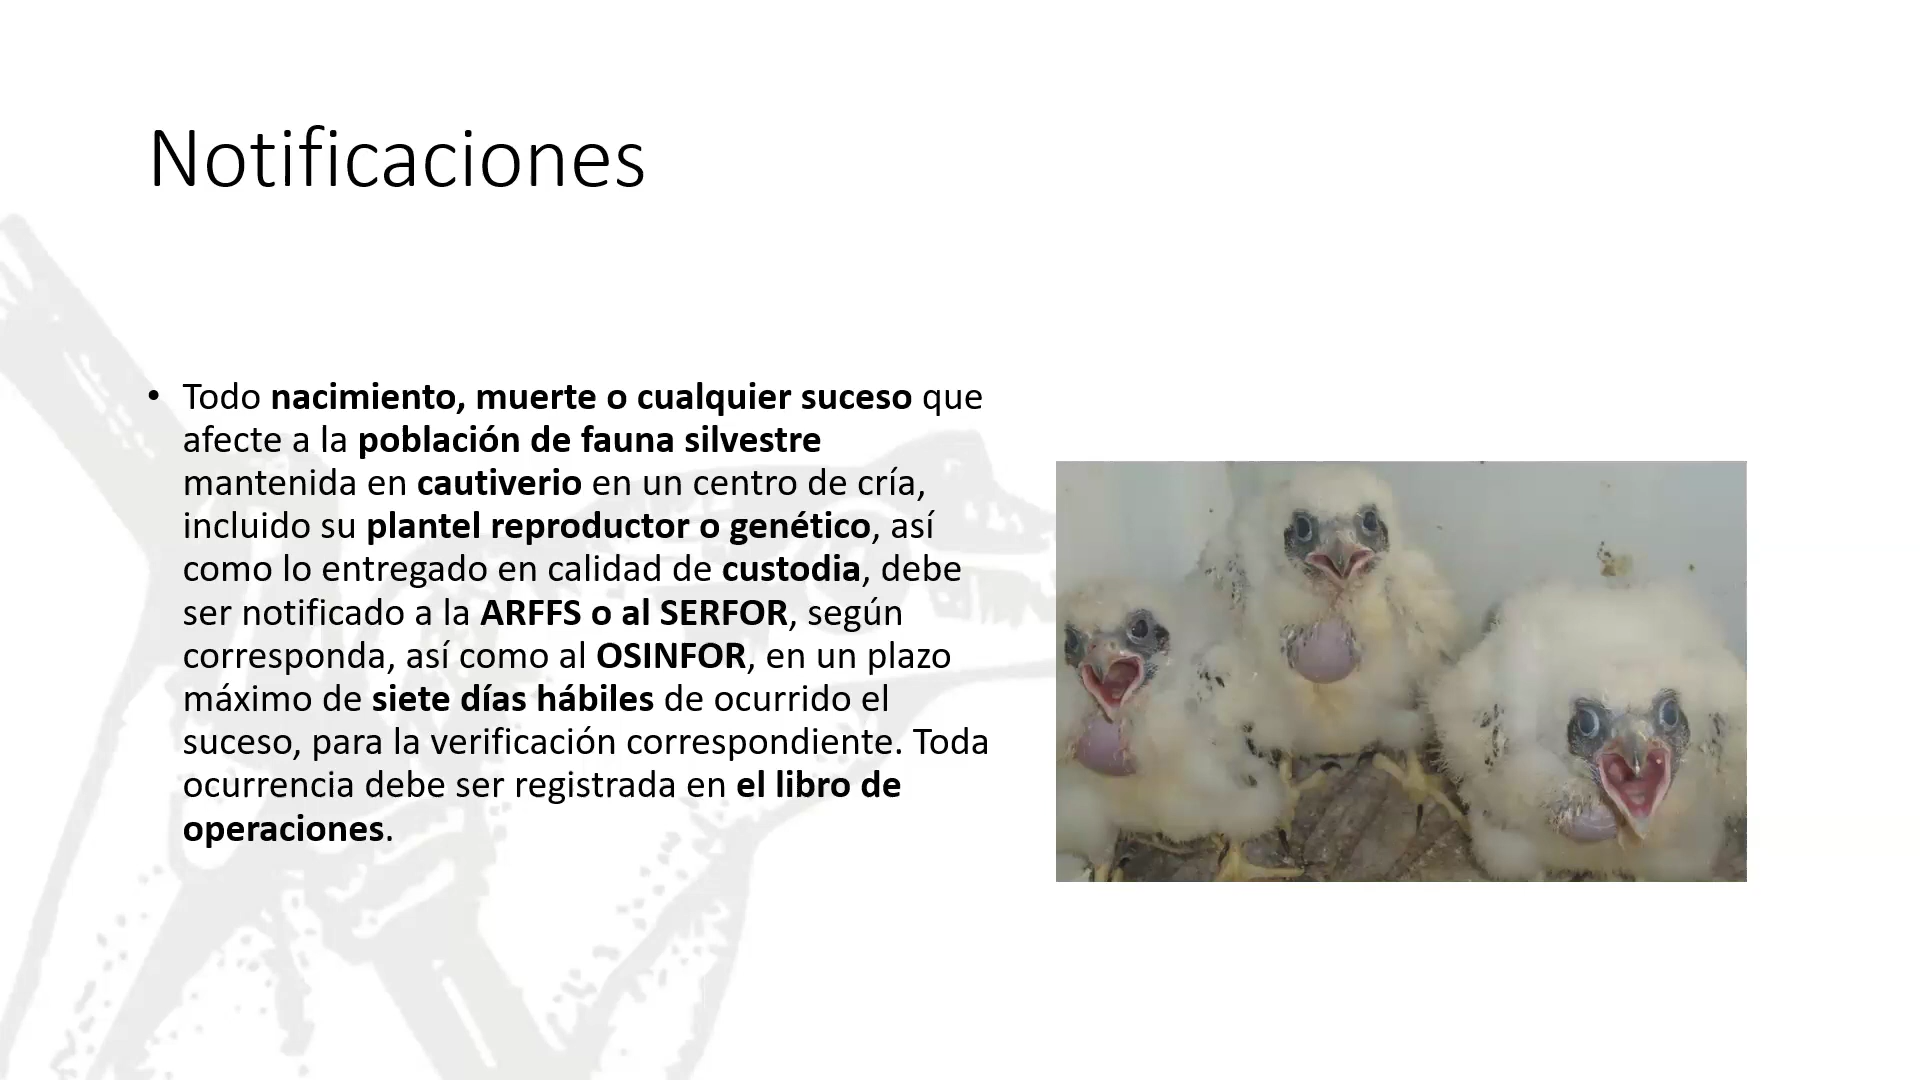 Notificaciones
• Todo nacimiento, muerte o cualquier suceso que
afecte a la población de fauna silvestre
mantenida en cautiverio en un centro de cría,
incluido su plantel reproductor o genético, así
como lo entregado en calidad de custodia, debe
ser notificado a la ARFFS o al SERFOR, según
corresponda, así como al OSINFOR, en un plazo
máximo de siete días hábiles de ocurrido el
suceso, para la verificación correspondiente. Toda
ocurrencia debe ser registrada en el libro de
operaciones.